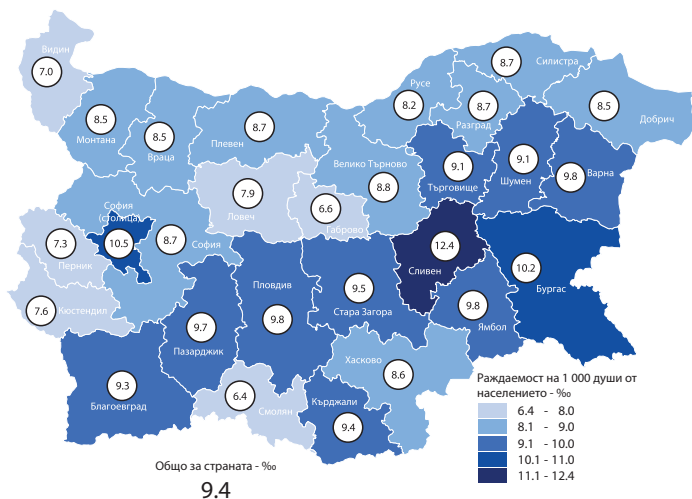 Видин
7.0
8.7
Силистра
Русе
8.2
8.7
Разград
8.5
Добрич
8.5
Монтана
8.5
Враца
8.7
Плевен
Велико Търново
8.8
9.1
Търговище
9.1
Шумен
9.8
Варна
7.9
Ловеч
6.6
Габрово
София
(столица)
10.5
8.7
София
7.3
Перник
7.6
Кюстендил
12.4
Сливен
10.2
Бургас
Пловдив
9.8
9.5
Стара Загора
9.8
Ямбол
9.7
Пазарджик
9.3
Благоевград
Хасково
8.6
6.4
Смолян
Кърджали
9.4
Раждаемост на 1 000 души от
населението - ‰
6.4 - 8.0
8.1 - 9.0
9.1 - 10.0
10.1 - 11.0
11.1 - 12.4
Общо за страната - ‰
9.4